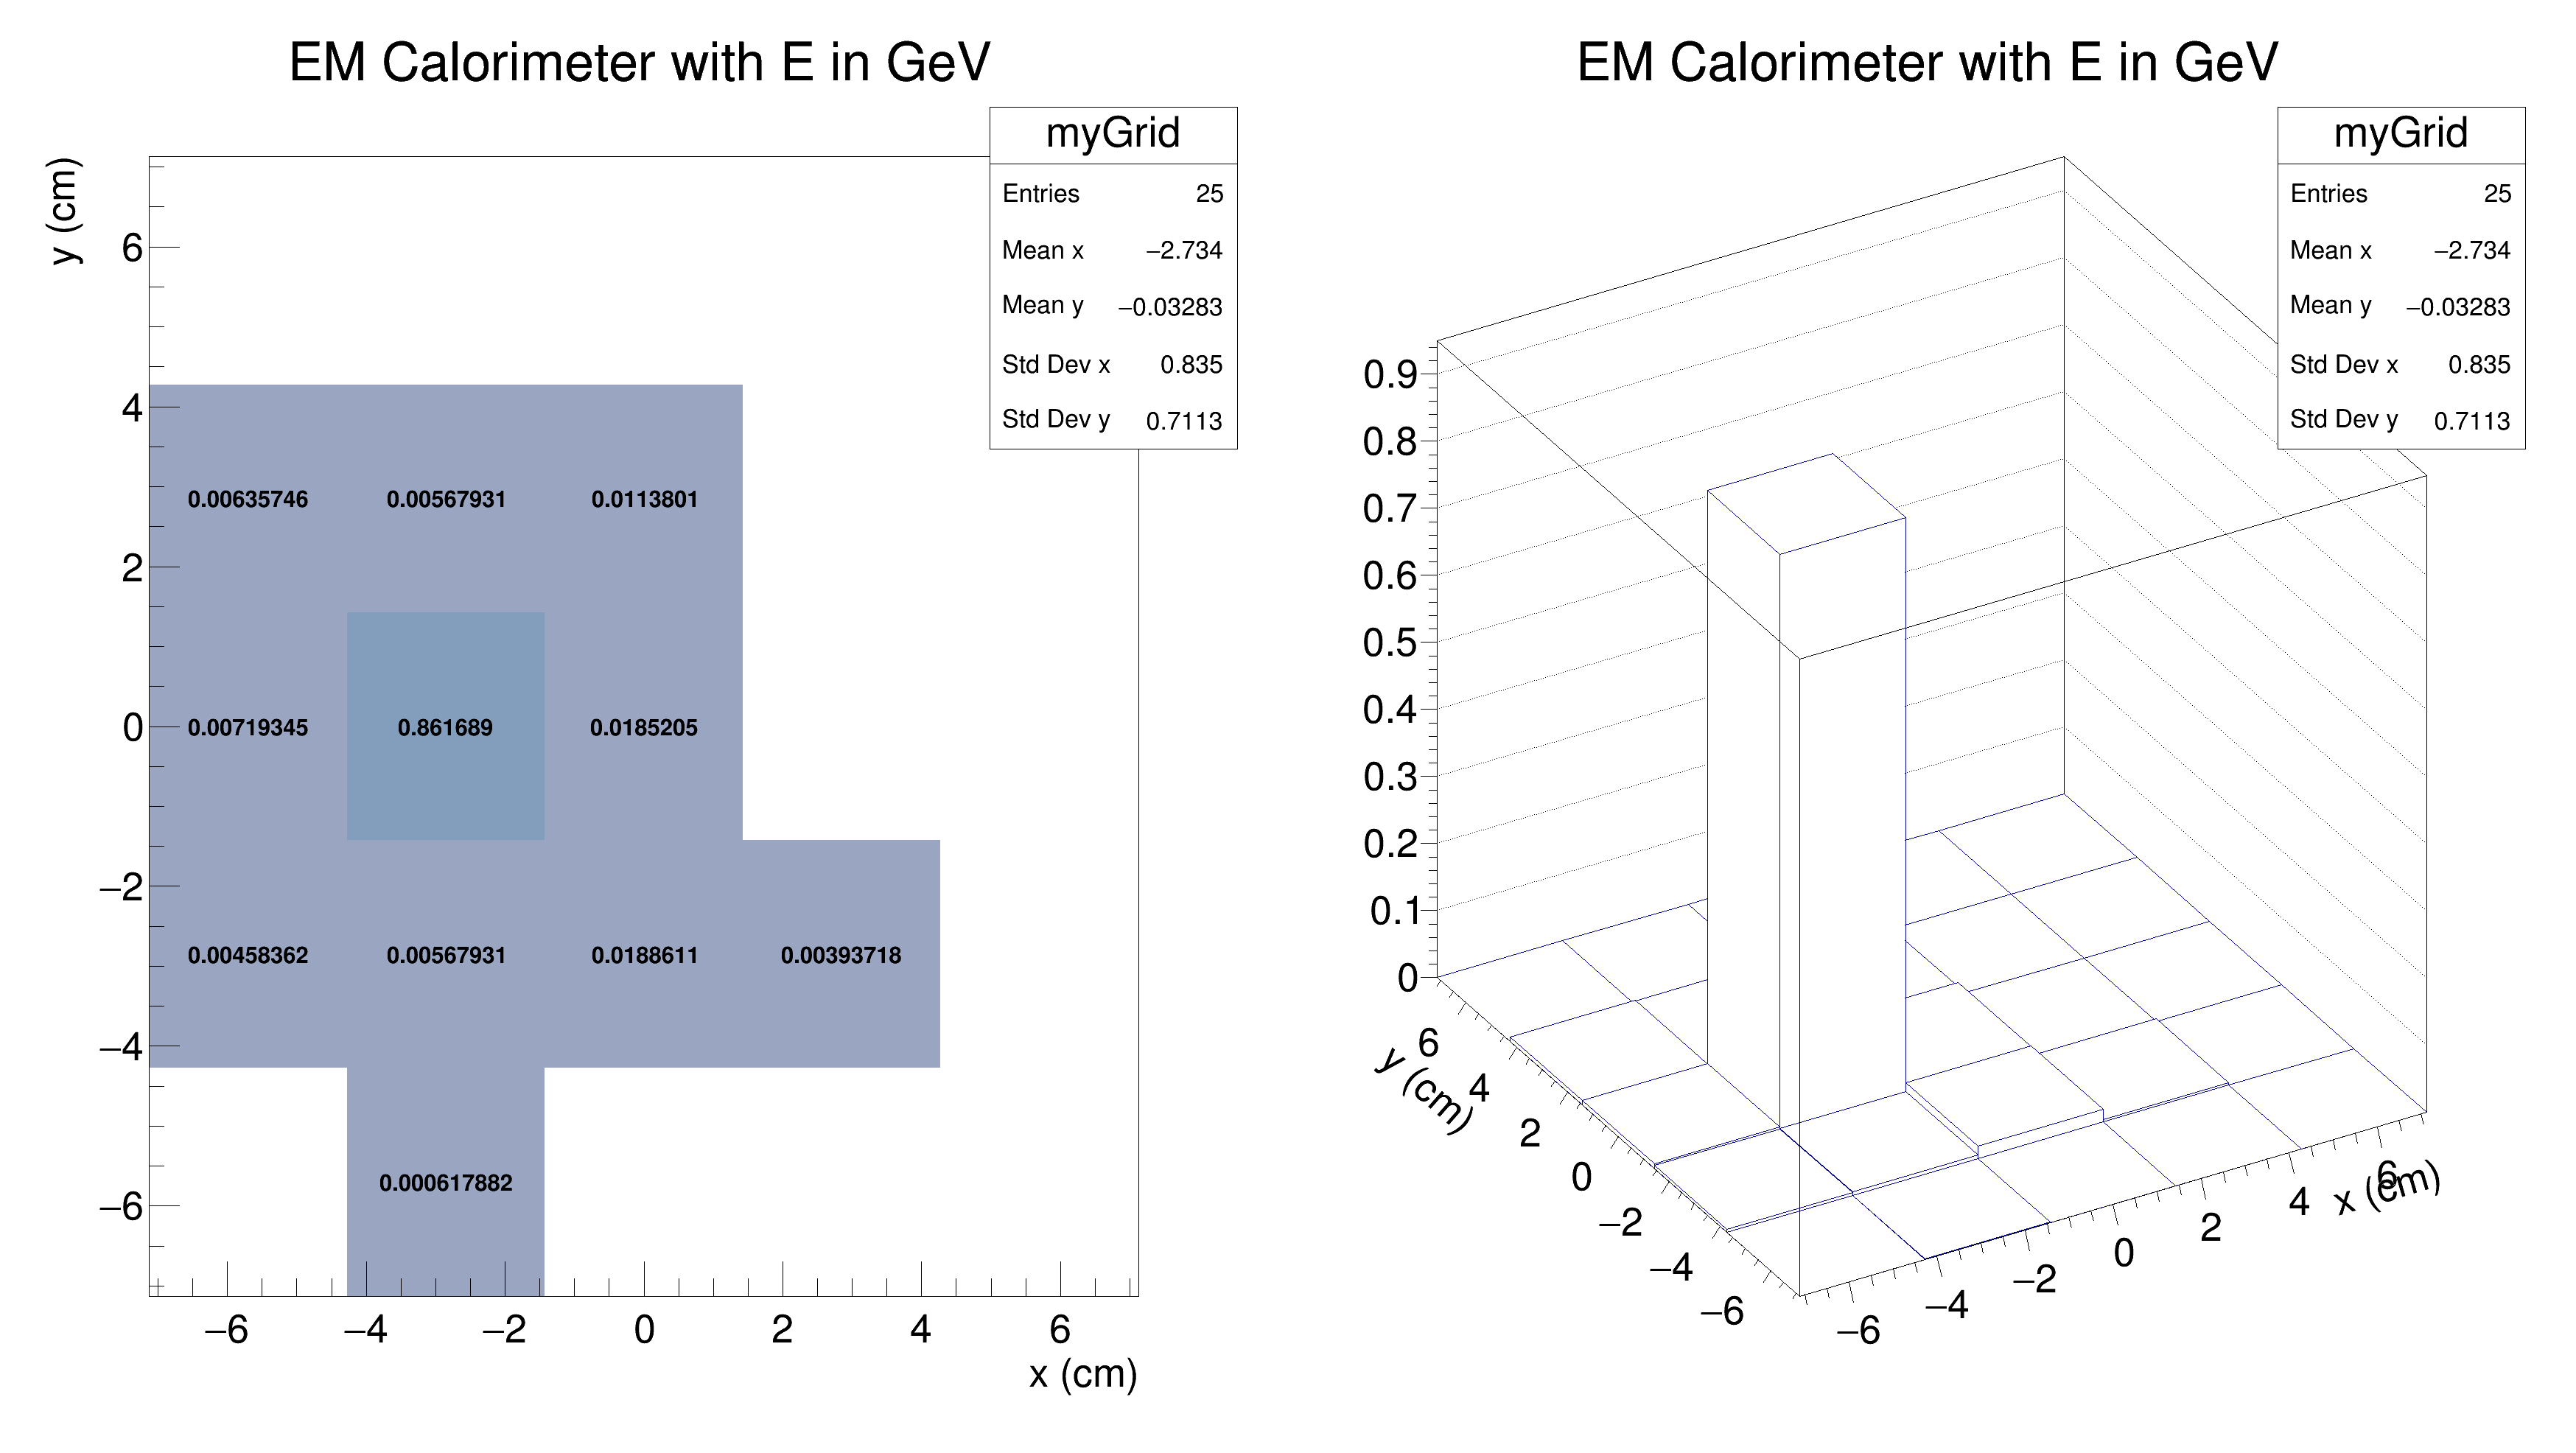 EM Calorimeter with E in GeV
myGrid
Entries 25
Mean x −2.734
Mean y −0.03283
Std Dev x 0.835
Std Dev y 0.7113
y (cm)
6
4
2
0
−2
−4
−6
0.00635746 0.00567931 0.0113801
0.00719345 0.861689 0.0185205
0.00458362 0.00567931 0.0188611 0.00393718
0.000617882
−6 −4 −2 0 2 4 6
x (cm)
EM Calorimeter with E in GeV
myGrid
Entries 25
Mean x −2.734
Mean y −0.03283
Std Dev x 0.835
Std Dev y 0.7113
0.9
0.8
0.7
0.6
0.5
0.4
0.3
0.2
0.1
0
y (cm)
6
4
2
0
−2
−4
−6
−6 −4 −2 0 2 4 6
x (cm)